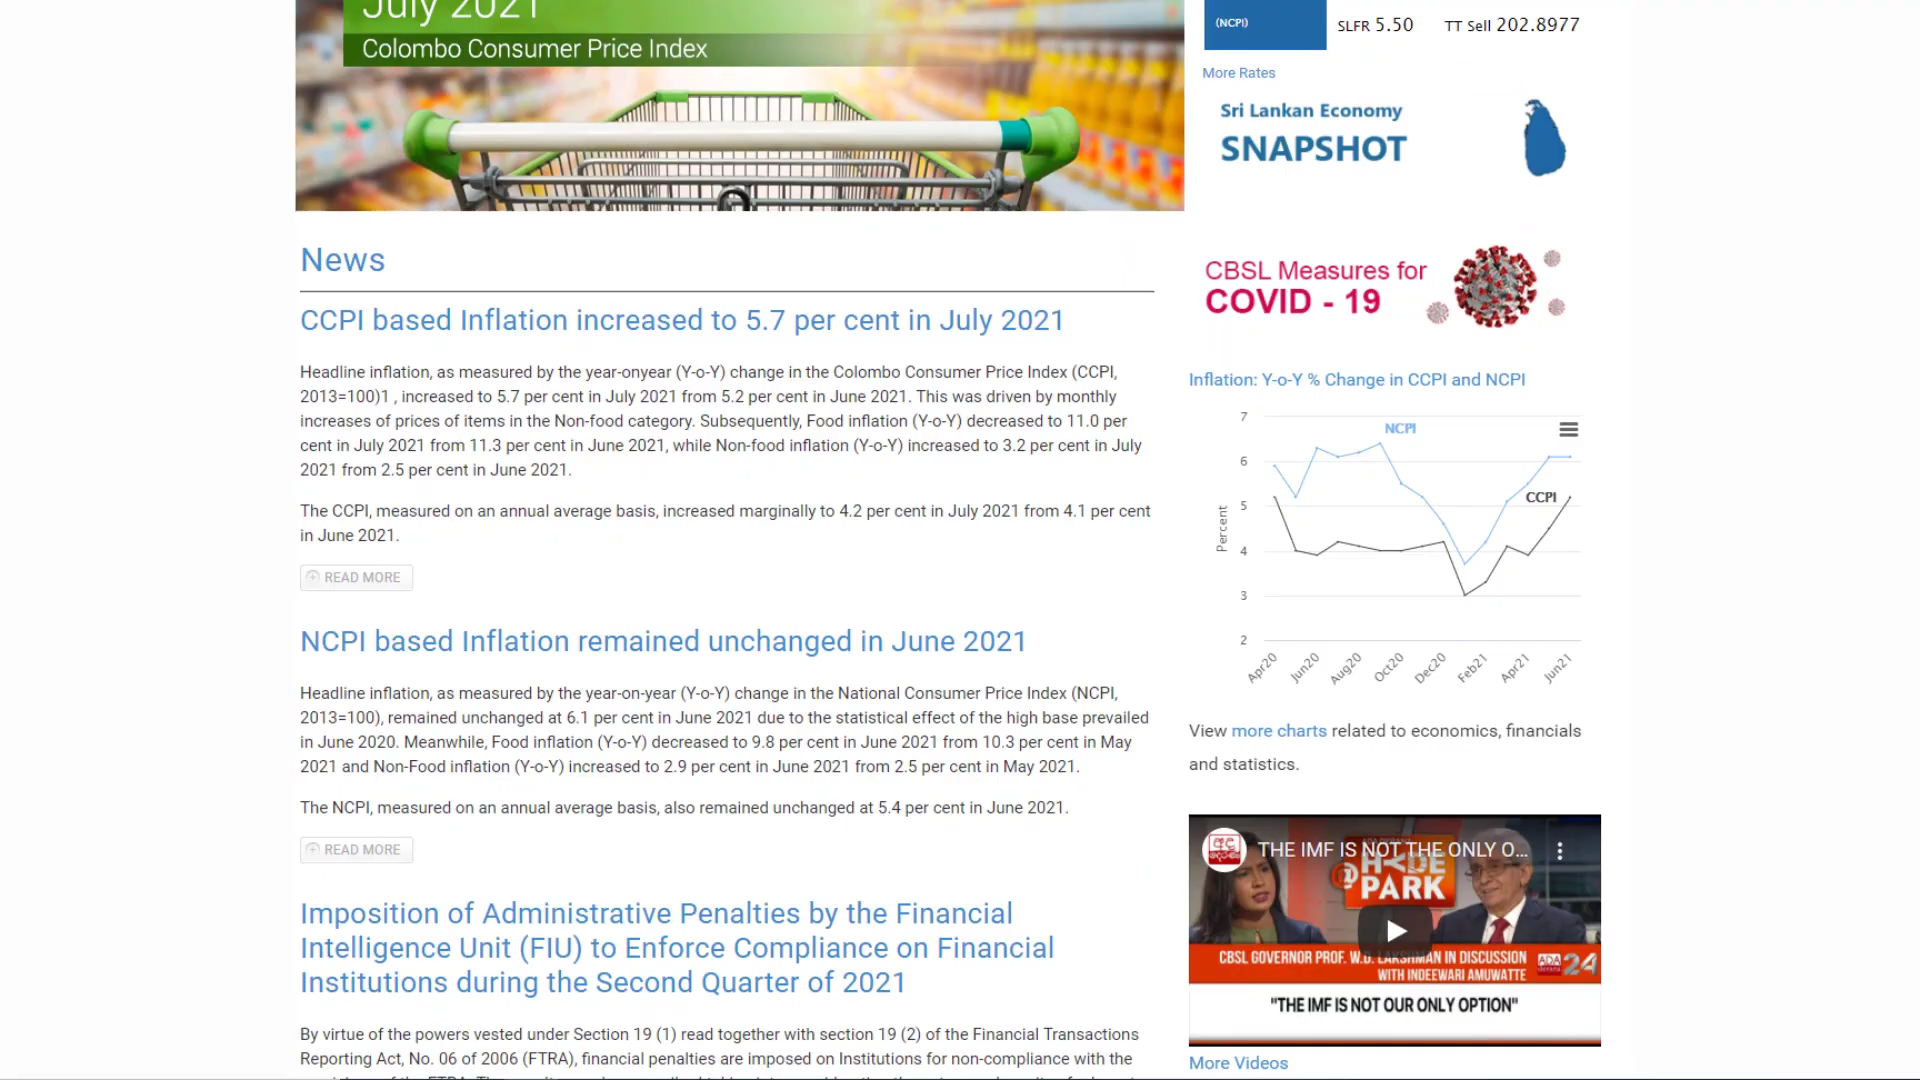 July 2021
Colombo Consumer Price Index
(NCPI)
SLFR 5.50
TT Sell 202.8977
More Rates
Sri Lankan Economy
SNAPSHOT
News
CBSL Measures for
COVID - 19
CCPI based Inflation increased to 5.7 per cent in July 2021
Headline inflation, as measured by the year-onyear (Y-o-Y) change in the Colombo Consumer Price Index (CCPI,
2013=100)1 , increased to 5.7 per cent in July 2021 from 5.2 per cent in June 2021. This was driven by monthly
increases of prices of items in the Non-food category. Subsequently, Food inflation (Y-o-Y) decreased to 11.0 per
cent in July 2021 from 11.3 per cent in June 2021, while Non-food inflation (Y-o-Y) increased to 3.2 per cent in July
2021 from 2.5 per cent in June 2021.
The CCPI, measured on an annual average basis, increased marginally to 4.2 per cent in July 2021 from 4.1 per cent
in June 2021.
READ MORE
NCPI based Inflation remained unchanged in June 2021
Headline inflation, as measured by the year-on-year (Y-o-Y) change in the National Consumer Price Index (NCPI,
2013=100), remained unchanged at 6.1 per cent in June 2021 due to the statistical effect of the high base prevailed
in June 2020. Meanwhile, Food inflation (Y-o-Y) decreased to 9.8 per cent in June 2021 from 10.3 per cent in May
2021 and Non-Food inflation (Y-o-Y) increased to 2.9 per cent in June 2021 from 2.5 per cent in May 2021.
The NCPI, measured on an annual average basis, also remained unchanged at 5.4 per cent in June 2021.
READ MORE
Imposition of Administrative Penalties by the Financial
Intelligence Unit (FIU) to Enforce Compliance on Financial
Institutions during the Second Quarter of 2021
By virtue of the powers vested under Section 19 (1) read together with section 19 (2) of the Financial Transactions
Reporting Act, No. 06 of 2006 (FTRA), financial penalties are imposed on Institutions for non-compliance with the
Inflation: Y-o-Y % Change in CCPI and NCPI
7
NCPI
6
CCPI
5
Percent
4
3
2
Apr20
Jun20
Aug20
Oct20
Dec20
Feb21
Apr21
Jun21
View more charts related to economics, financials
and statistics.
අද
දෙරණ
THE IMF IS NOT THE ONLY O...
@HYDE
PARK
CBSL GOVERNOR PROF. W.D. LAKSHMAN IN DISCUSSION
WITH INDEEWARI AMUWATTE
ADA
derana
24
"THE IMF IS NOT OUR ONLY OPTION"
More Videos